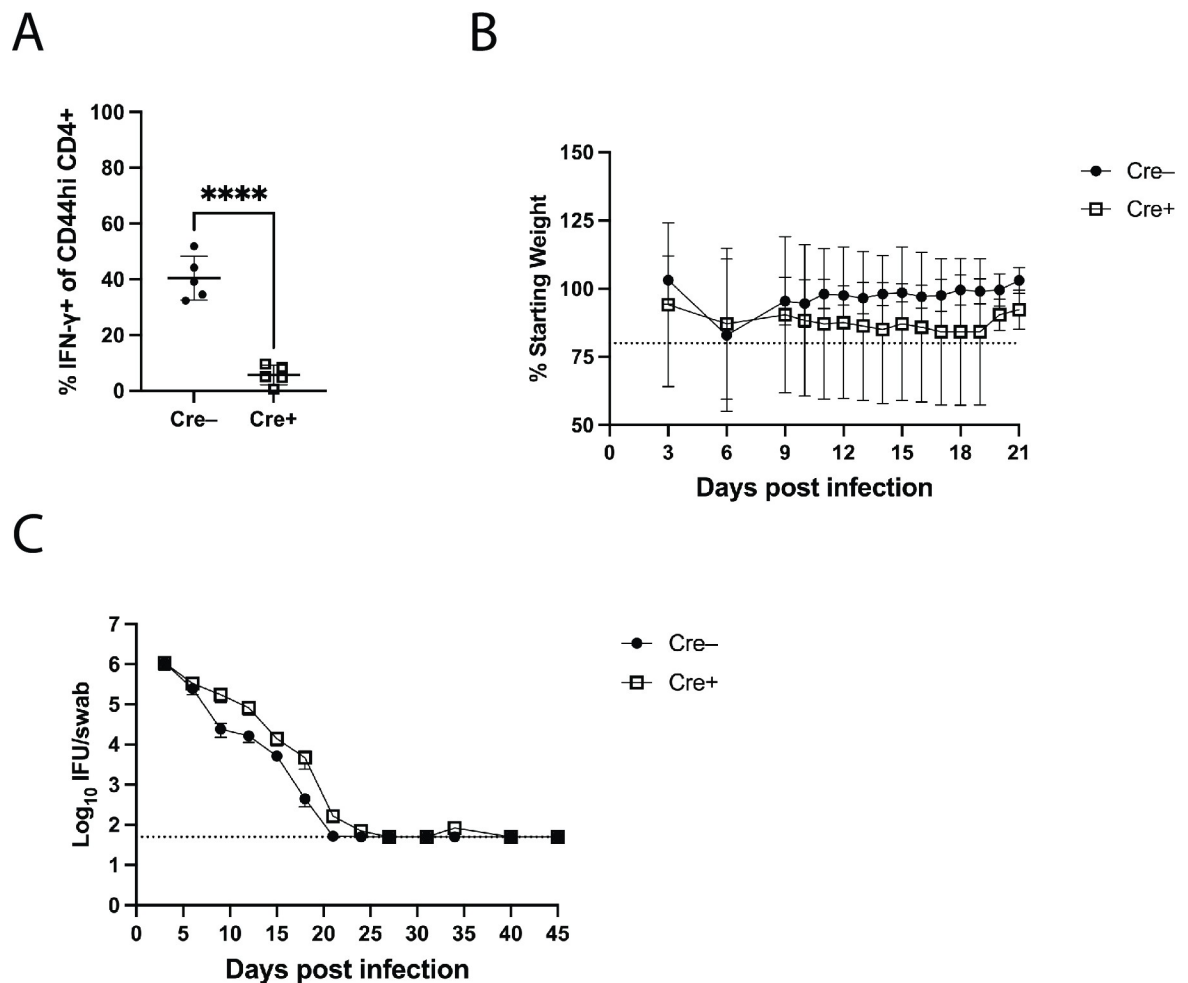 A
B
% IFN-γ+ of CD44hi CD4+
100
80
60
40
20
0
****
Cre–
Cre+
% Starting Weight
150
125
100
75
50
0
3
6
9
12
15
18
21
Days post infection
Cre–
Cre+
C
Log10 IFU/swab
7
6
5
4
3
2
1
0
0
5
10
15
20
25
30
35
40
45
Days post infection
Cre–
Cre+